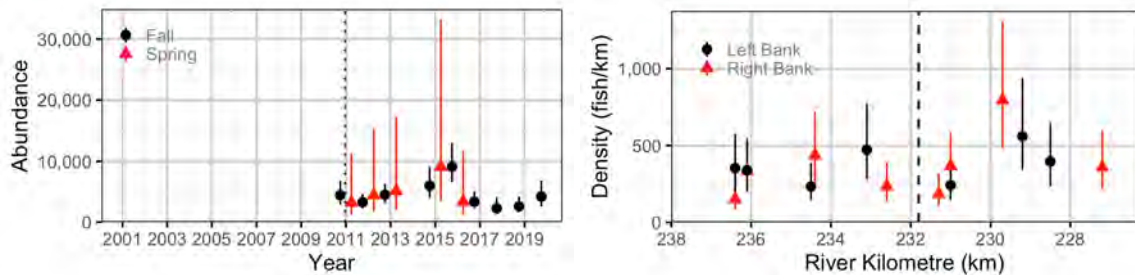 30,000
20,000
10,000
0
Abundance
Fall
Spring
2001 2003 2005 2007 2009 2011 2013 2015 2017 2019
Year
1,000
500
0
Density (fish/km)
Left Bank
Right Bank
238 236 234 232 230 228
River Kilometre (km)